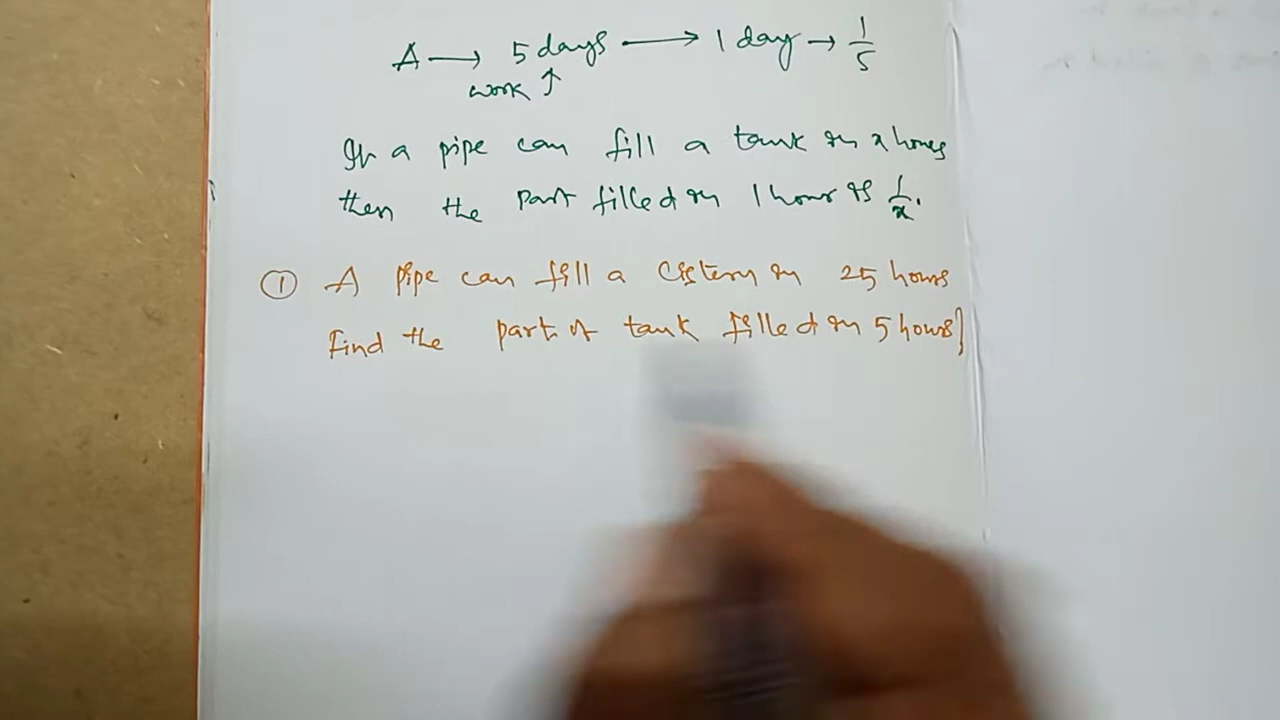 A → 5 days → 1 day → 1/5
work ↑
If a pipe can fill a tank in x hours
then the part filled in 1 hour is 1/x.
① A pipe can fill a cistern in 25 hours
Find the part of tank filled in 5 hours]